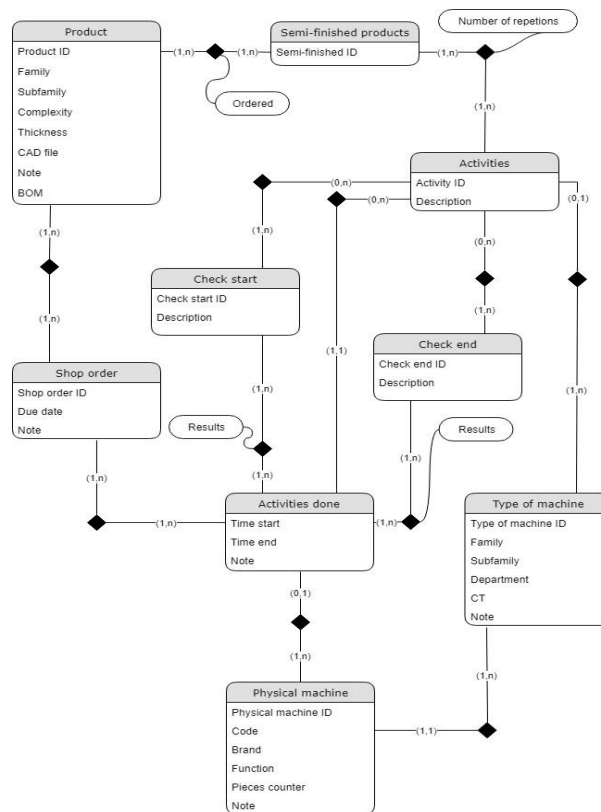 Product
Product ID
Family
Subfamily
Complexity
Thickness
CAD file
Note
BOM
(1,n)
(1,n)
Ordered
Semi-finished products
Semi-finished ID
(1,n)
Number of repetions
(1,n)
Activities
Activity ID
Description
(0,n)
(0,n)
(0,1)
(0,n)
(1,n)
(1,n)
(1,n)
Check start
Check start ID
Description
(1,1)
(1,n)
Check end
Check end ID
Description
(1,n)
Shop order
Shop order ID
Due date
Note
(1,n)
(1,n)
Results
(1,n)
Results
(1,n)
(1,n)
(1,n)
Activities done
Time start
Time end
Note
(1,n)
Type of machine
Type of machine ID
Family
Subfamily
Department
CT
Note
(0,1)
(1,n)
(1,n)
Physical machine
Physical machine ID
Code
Brand
Function
Pieces counter
Note
(1,1)